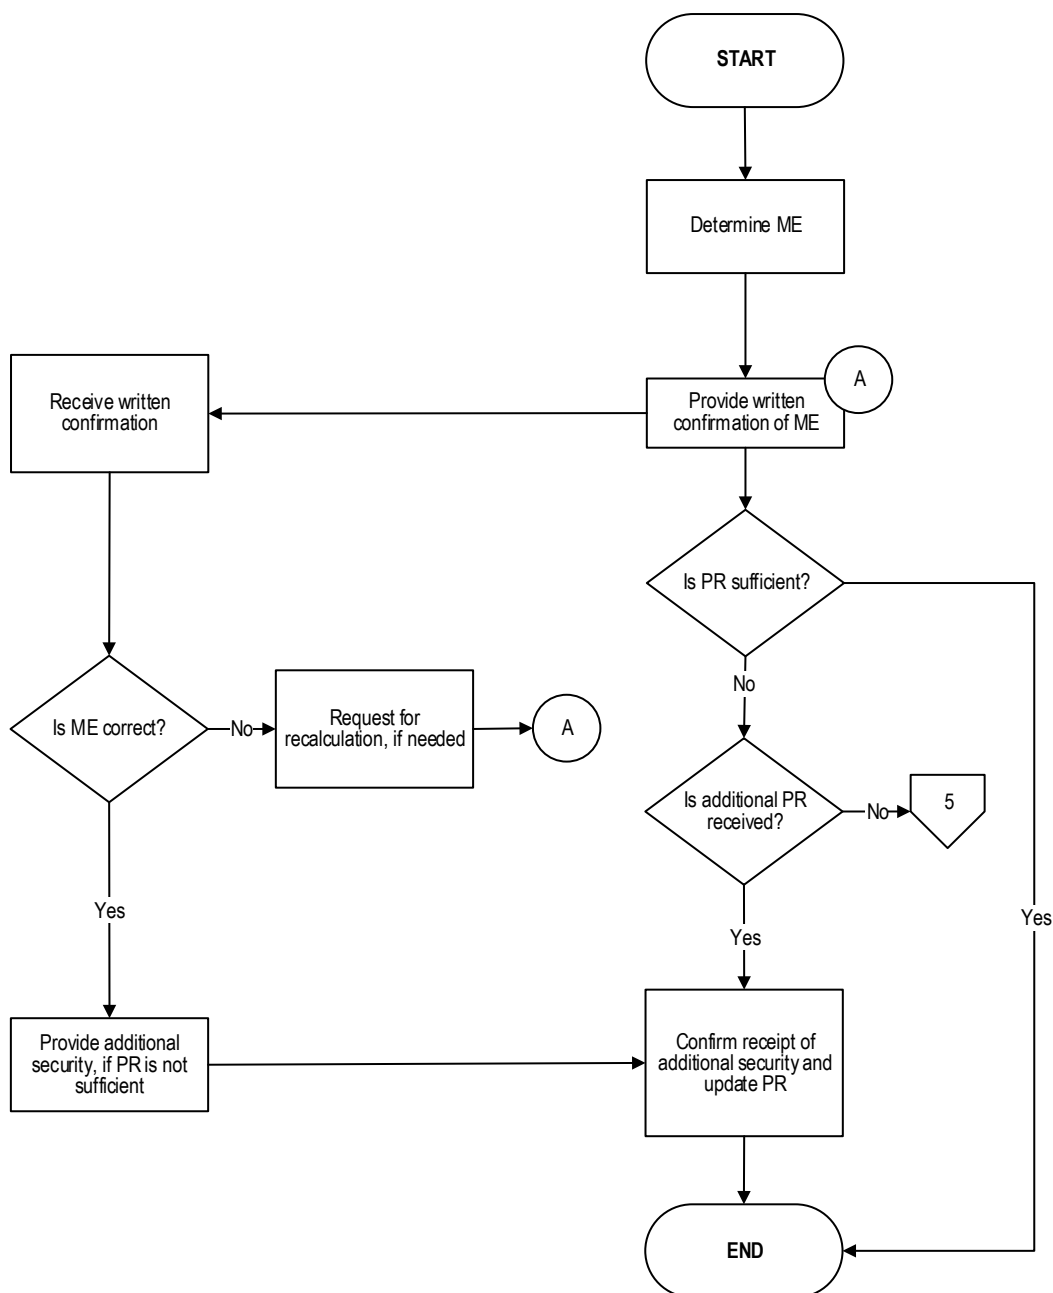 START
Determine ME
A
Provide written
confirmation of ME
Receive written
confirmation
Is PR sufficient?
Is ME correct?
No
Request for
recalculation, if needed
A
No
Is additional PR
received?
No
5
Yes
Yes
Yes
Provide additional
security, if PR is not
sufficient
Confirm receipt of
additional security and
update PR
END